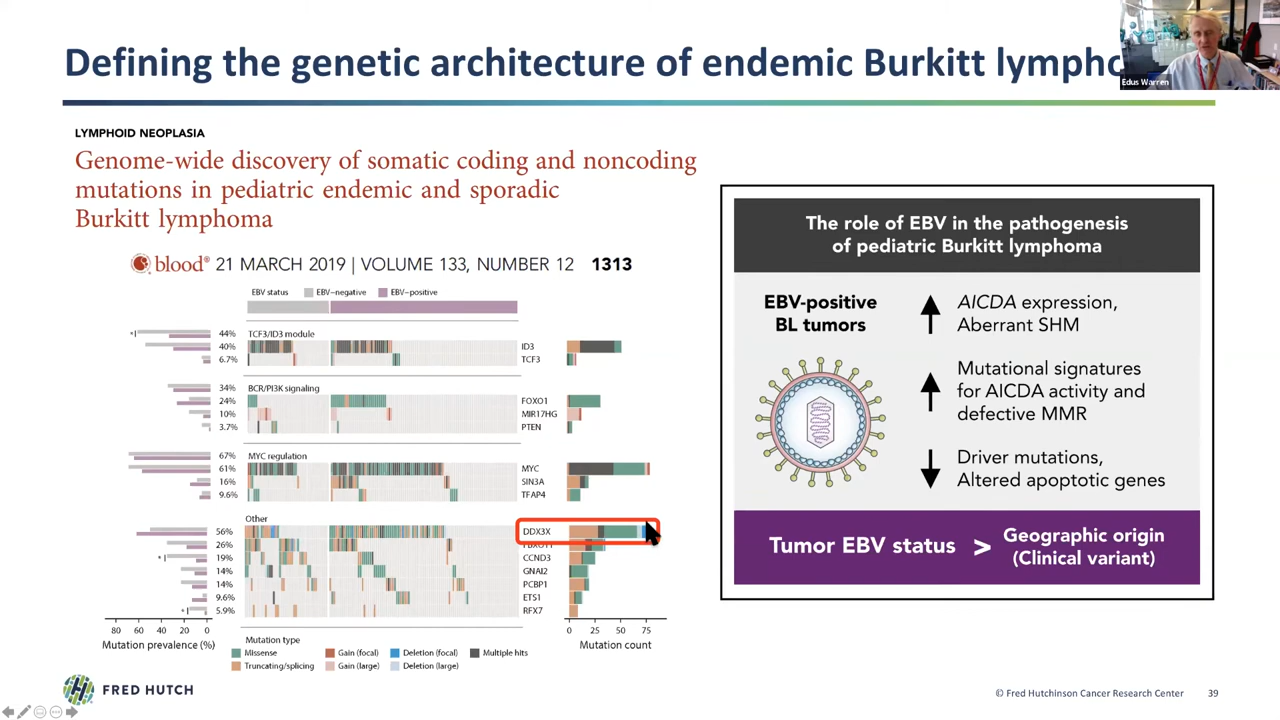 Defining the genetic architecture of endemic Burkitt lympho
Edus Warren
LYMPHOID NEOPLASIA
Genome-wide discovery of somatic coding and noncoding
mutations in pediatric endemic and sporadic
Burkitt lymphoma
blood® 21 MARCH 2019 | VOLUME 133, NUMBER 12 1313
EBV status EBV–negative EBV–positive
*
44% TCF3/ID3 module
40% ID3
6.7% TCF3
34% BCR/PI3K signaling
24% FOXO1
10% MIR17HG
3.7% PTEN
67% MYC regulation
61% MYC
16% SIN3A
9.6% TFAP4
Other
56% DDX3X
26% FBXO11
* 19% CCND3
14% GNAI2
14% PCBP1
9.6% ETS1
* 5.9% RFX7
80 60 40 20 0
Mutation prevalence (%)
0 25 50 75
Mutation count
Mutation type
Missense Gain (focal) Deletion (focal) Multiple hits
Truncating/splicing Gain (large) Deletion (large)
The role of EBV in the pathogenesis
of pediatric Burkitt lymphoma
EBV-positive
BL tumors
AICDA expression,
Aberrant SHM
Mutational signatures
for AICDA activity and
defective MMR
Driver mutations,
Altered apoptotic genes
Tumor EBV status > Geographic origin
(Clinical variant)
FRED HUTCH
© Fred Hutchinson Cancer Research Center 39